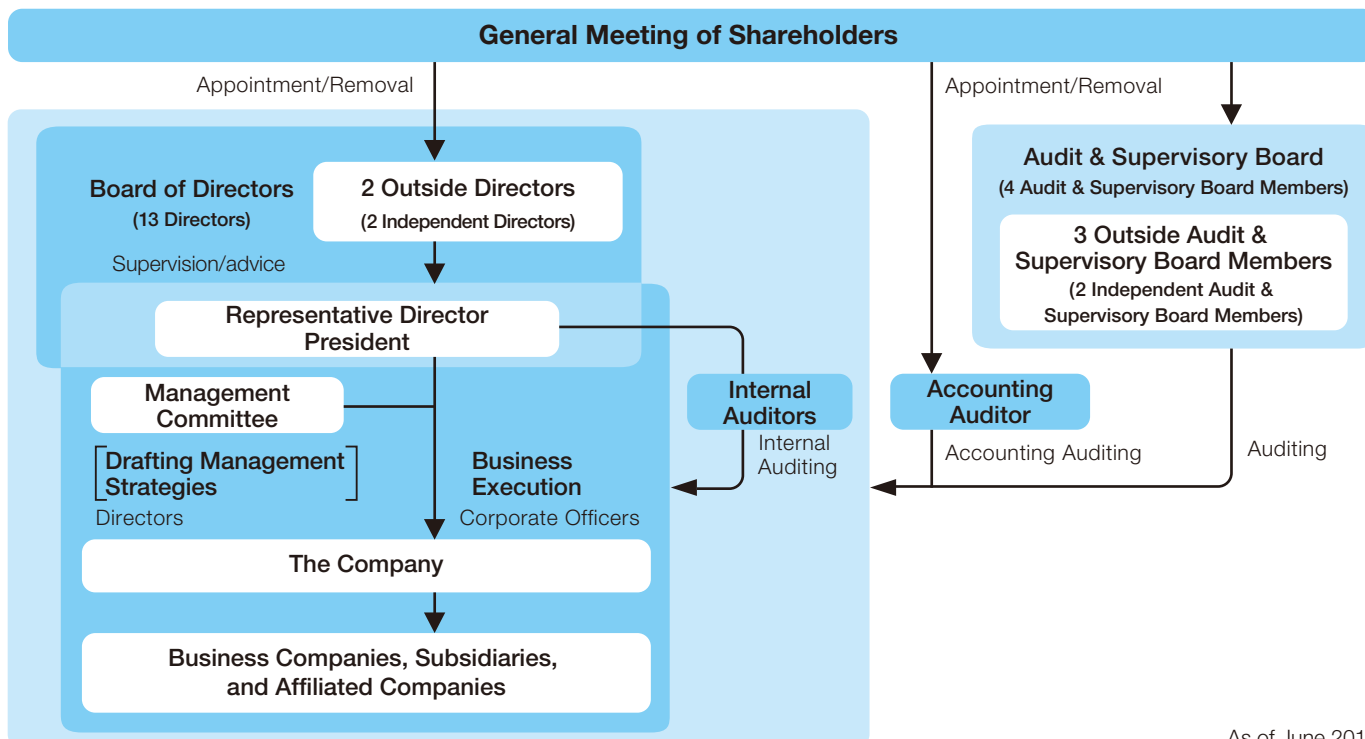 General Meeting of Shareholders
Appointment/Removal
Appointment/Removal
Board of Directors
(13 Directors)
2 Outside Directors
(2 Independent Directors)
Audit & Supervisory Board
(4 Audit & Supervisory Board Members)
3 Outside Audit &
Supervisory Board Members
(2 Independent Audit &
Supervisory Board Members)
Supervision/advice
Representative Director
President
Management
Committee
Internal
Auditors
Accounting
Auditor
[Drafting Management
Strategies]
Directors
Business
Execution
Corporate Officers
Internal
Auditing
Accounting Auditing
Auditing
The Company
Business Companies, Subsidiaries,
and Affiliated Companies
As of June